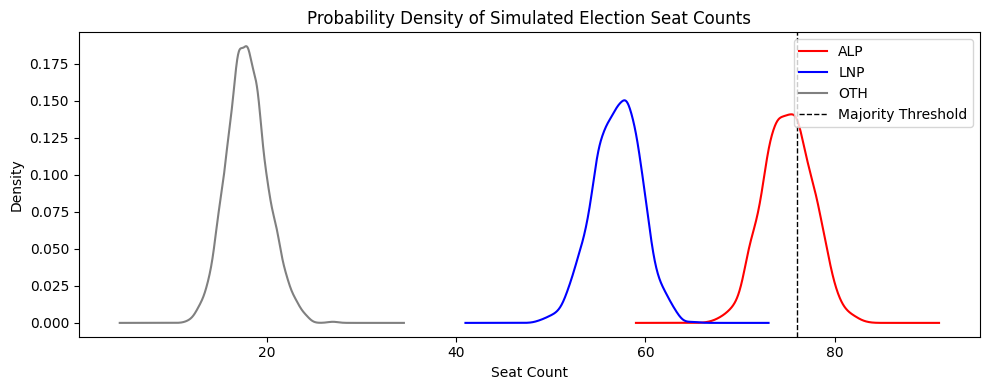 Probability Density of Simulated Election Seat Counts
ALP
LNP
OTH
Majority Threshold
0.175
0.150
0.125
0.100
0.075
0.050
0.025
0.000
Density
20
40
60
80
Seat Count